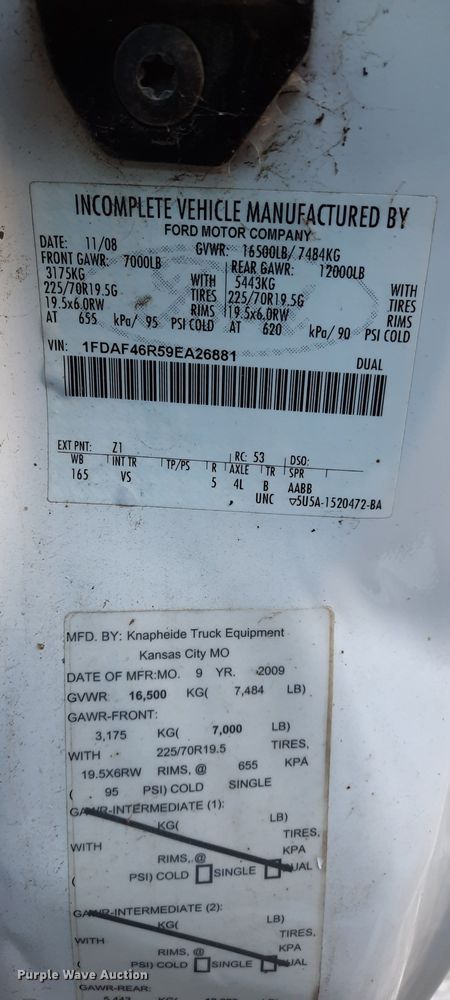 INCOMPLETE VEHICLE MANUFACTURED BY
FORD MOTOR COMPANY
DATE: 11/08 GVWR: 16500LB/ 7484KG
FRONT GAWR: 7000LB REAR GAWR: 12000LB
3175KG WITH 5443KG WITH
225/70R19.5G TIRES 225/70R19.5G TIRES
19.5x6.0RW RIMS 19.5x6.0RW RIMS
AT 655 kPa/ 95 PSI COLD AT 620 kPa/ 90 PSI COLD
VIN: 1FDAF46R59EA26881 DUAL
EXT PNT: Z1 RC: 53 DSO:
WB INT TR TP/PS R AXLE TR SPR
165 VS 5 4L B AABB
UNC 5U5A-1520472-BA
MFD. BY: Knapheide Truck Equipment
Kansas City MO
DATE OF MFR:MO. 9 YR. 2009
GVWR 16,500 KG( 7,484 LB)
GAWR-FRONT:
3,175 KG( 7,000 LB)
WITH 225/70R19.5 TIRES,
19.5X6RW RIMS, @ 655 KPA
( 95 PSI) COLD SINGLE
GAWR-INTERMEDIATE (1):
KG( LB)
WITH TIRES,
RIMS, @ KPA
( PSI) COLD SINGLE DUAL
GAWR-INTERMEDIATE (2):
KG( LB)
WITH TIRES,
RIMS, @ KPA
PSI) COLD SINGLE DUAL
GAWR-REAR:
5,443 KG( LB)
Purple Wave Auction